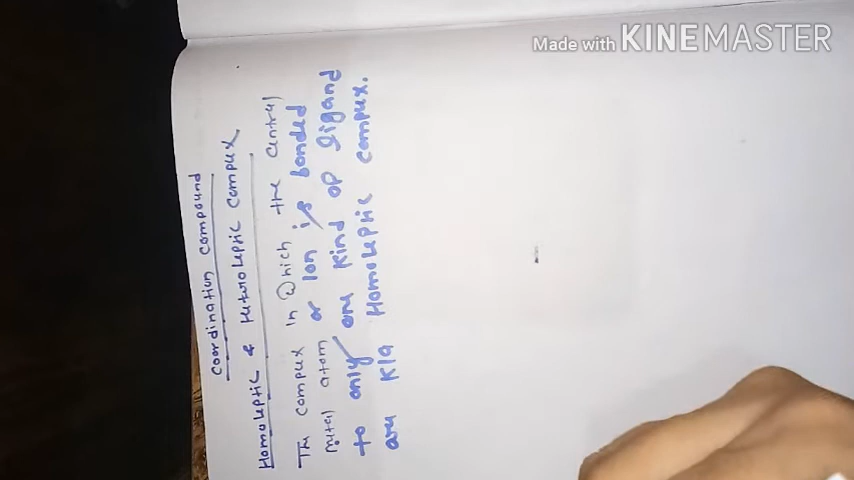 Made with KINEMASTER
Coordination compound
Homoleptic & Heteroleptic complex
The complex in which the central
metal atom or Ion is bonded
to only one kind of ligand
are K/a Homoleptic complex.